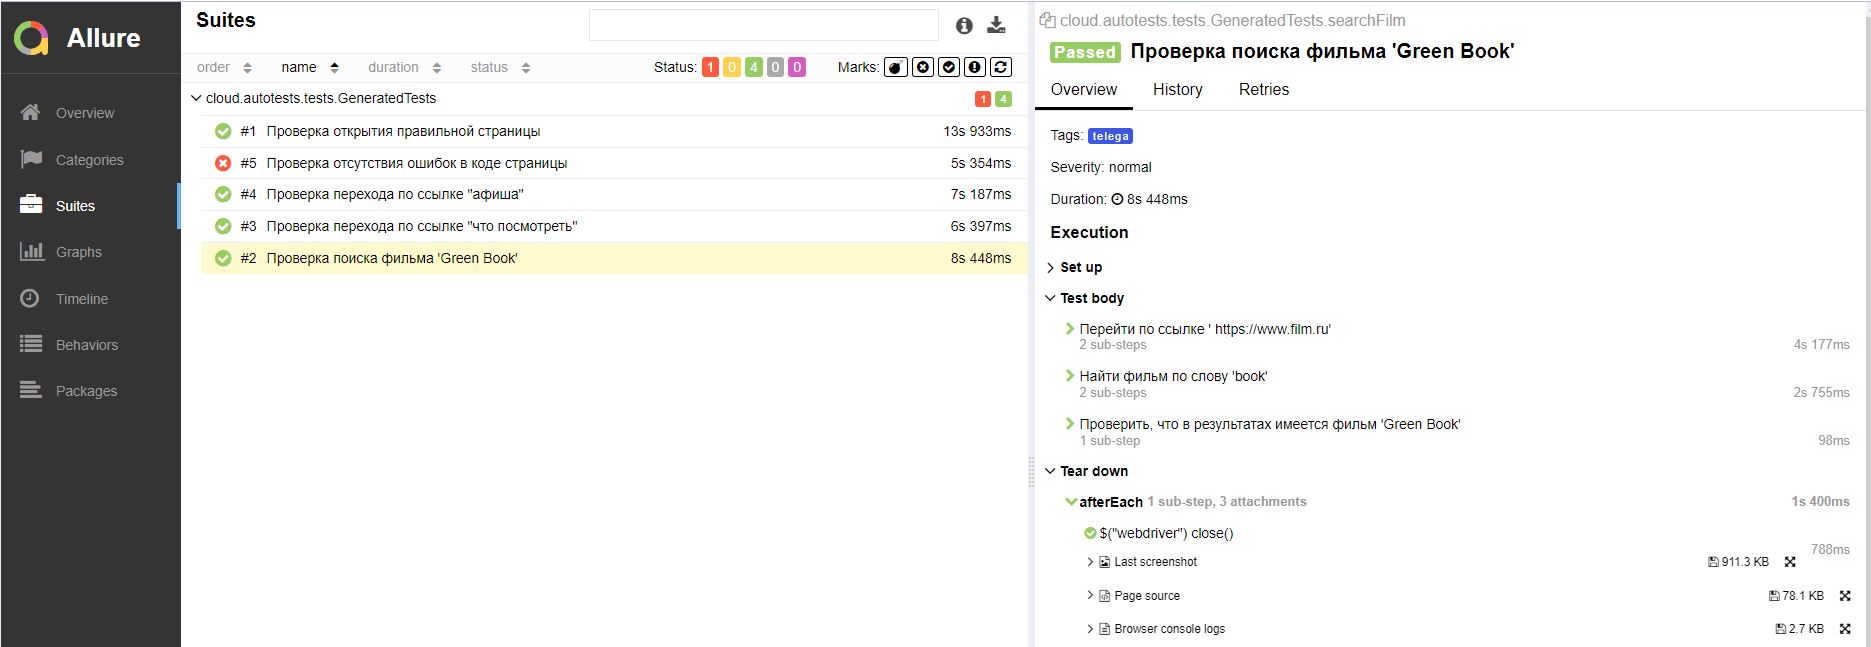 Allure
Overview
Categories
Suites
Graphs
Timeline
Behaviors
Packages
Suites
order name duration status Status: 1 0 4 0 0 Marks:
cloud.autotests.tests.GeneratedTests 1 4
#1 Проверка открытия правильной страницы 13s 933ms
#5 Проверка отсутствия ошибок в коде страницы 5s 354ms
#4 Проверка перехода по ссылке "афиша" 7s 187ms
#3 Проверка перехода по ссылке "что посмотреть" 6s 397ms
#2 Проверка поиска фильма 'Green Book' 8s 448ms
cloud.autotests.tests.GeneratedTests.searchFilm
Passed Проверка поиска фильма 'Green Book'
Overview History Retries
Tags: telega
Severity: normal
Duration: 8s 448ms
Execution
Set up
Test body
Перейти по ссылке ' https://www.film.ru'
2 sub-steps 4s 177ms
Найти фильм по слову 'book'
2 sub-steps 2s 755ms
Проверить, что в результатах имеется фильм 'Green Book'
1 sub-step 98ms
Tear down
afterEach 1 sub-step, 3 attachments 1s 400ms
$("webdriver") close()
788ms
Last screenshot 911.3 KB
Page source 78.1 KB
Browser console logs 2.7 KB